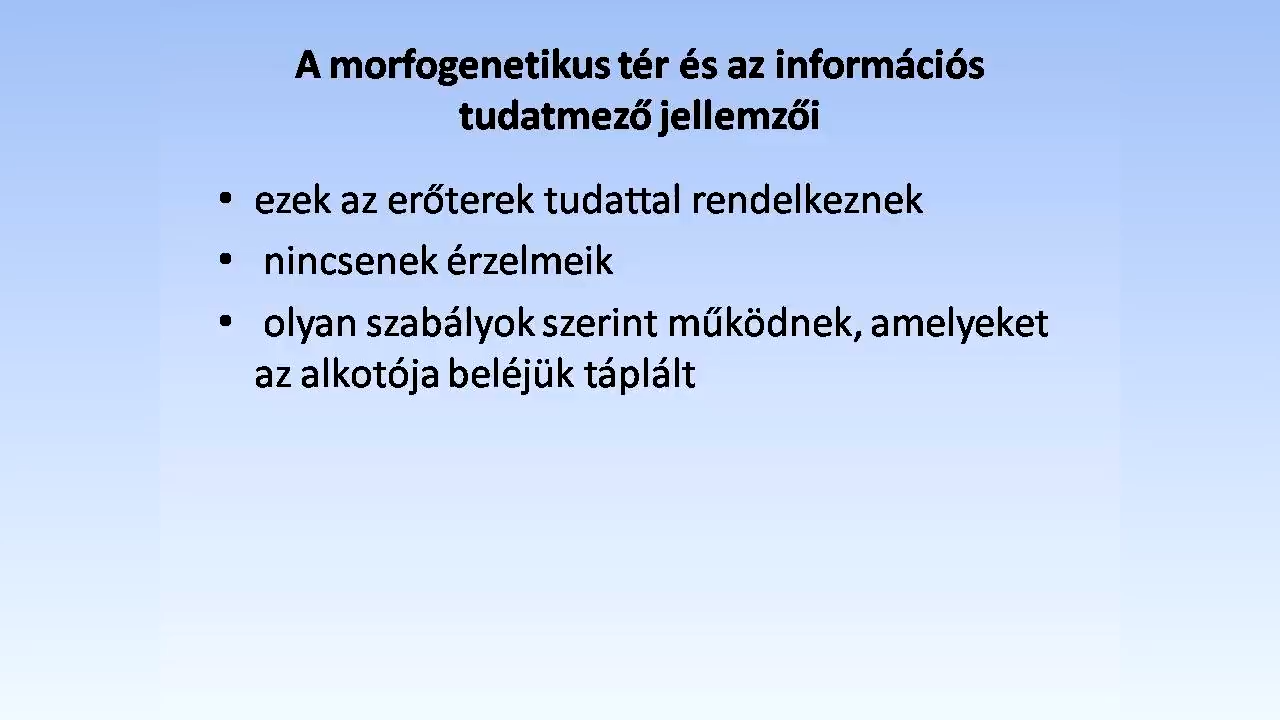 A morfogenetikus tér és az információs
tudatmező jellemzői
• ezek az erőterek tudattal rendelkeznek
• nincsenek érzelmeik
• olyan szabályok szerint működnek, amelyeket
az alkotója beléjük táplált